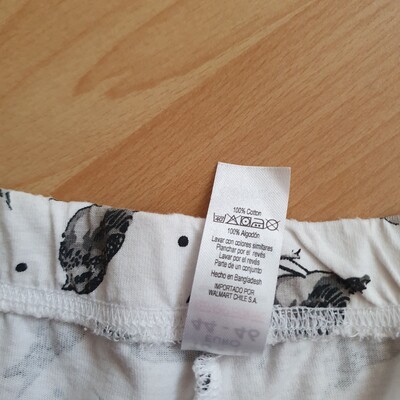 100% Cotton
100% Algodón
Lavar con colores similares
Planchar por el revés
Lavar por el revés
Parte de un conjunto
Hecho en Bangladesh
IMPORTADO POR
WALMART CHILE S.A.